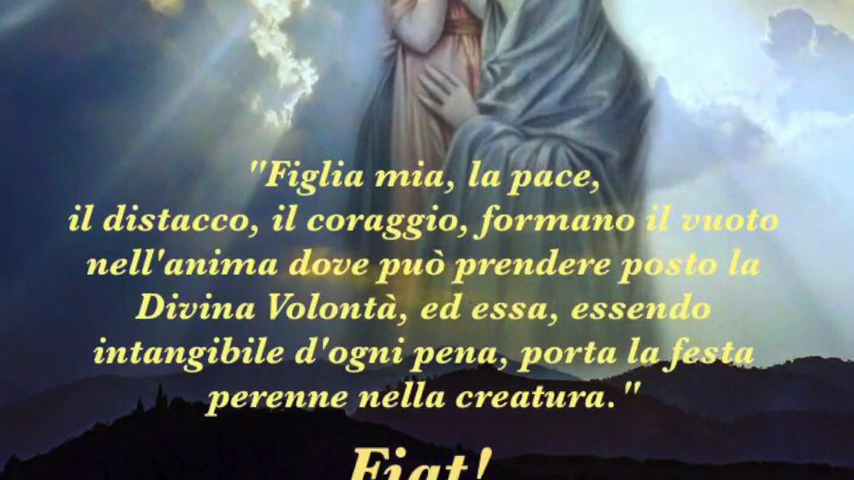 "Figlia mia, la pace,
il distacco, il coraggio, formano il vuoto
nell'anima dove può prendere posto la
Divina Volontà, ed essa, essendo
intangibile d'ogni pena, porta la festa
perenne nella creatura."
Fiat!